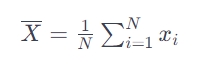 X̅ = 1/N ∑_{i=1}^{N} x_i